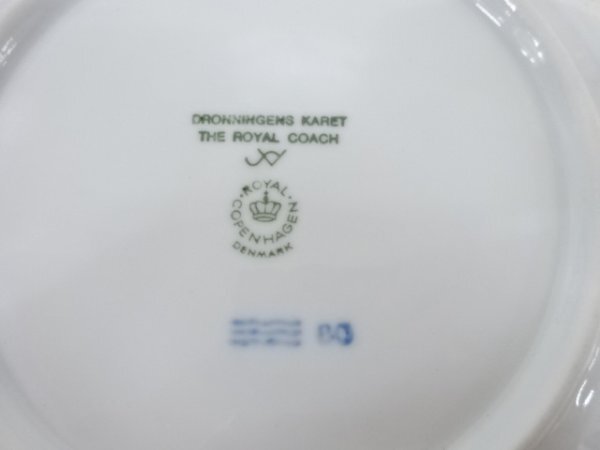 DRONNINGENS KARET
THE ROYAL COACH
ROYAL
COPENHAGEN
DENMARK